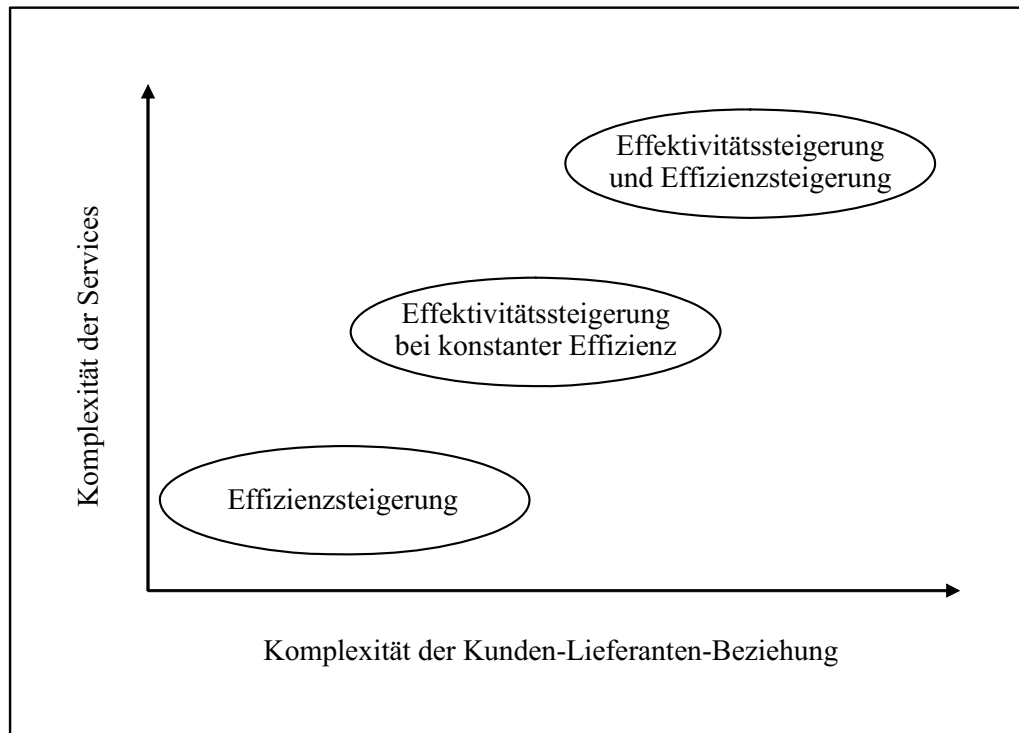 Effektivitätssteigerung
und Effizienzsteigerung
Komplexität der Services
Effektivitätssteigerung
bei konstanter Effizienz
Effizienzsteigerung
Komplexität der Kunden-Lieferanten-Beziehung